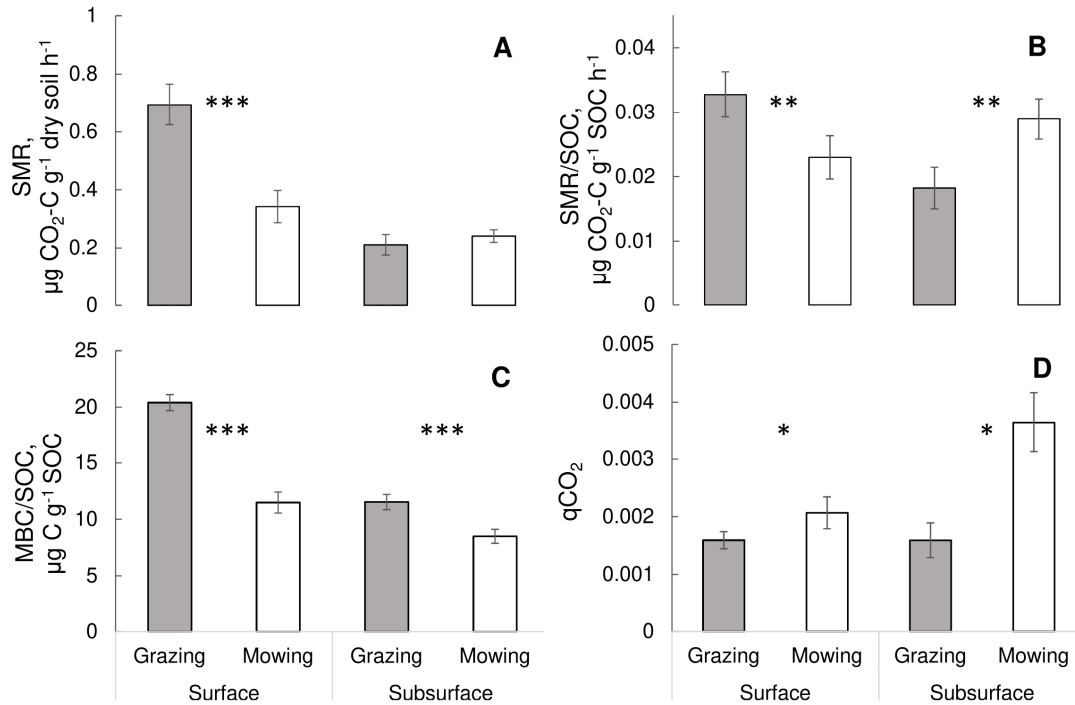 A
SMR,
µg CO₂-C g⁻¹ dry soil h⁻¹
1
0.8
0.6
0.4
0.2
0
***
B
SMR/SOC,
µg CO₂-C g⁻¹ SOC h⁻¹
0.04
0.03
0.02
0.01
0
** **
C
MBC/SOC,
µg C g⁻¹ SOC
25
20
15
10
5
0
*** ***
Grazing Mowing Grazing Mowing
Surface Subsurface
D
qCO₂
0.005
0.004
0.003
0.002
0.001
0
* *
Grazing Mowing Grazing Mowing
Surface Subsurface